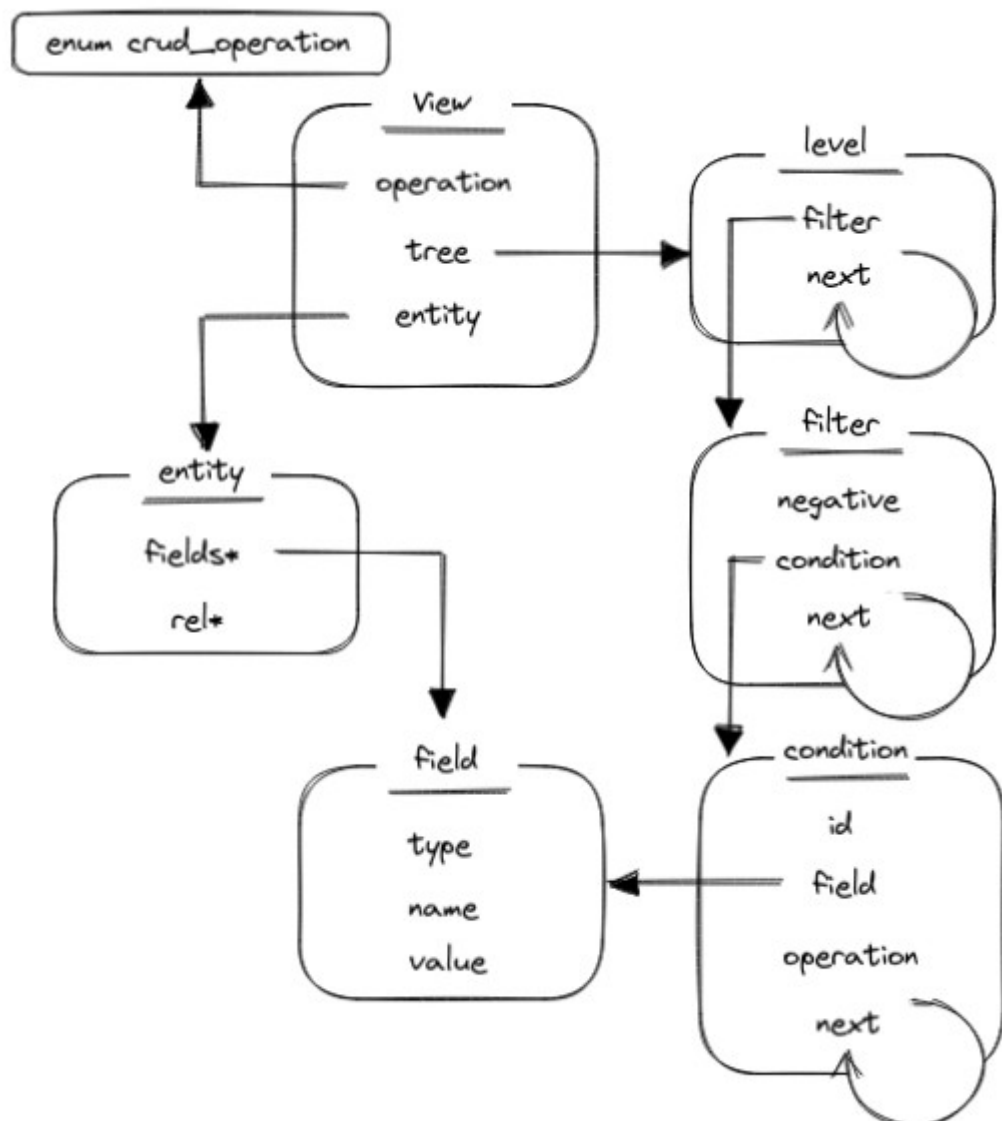 enum crud_operation
View
operation
tree
entity
level
filter
next
entity
fields*
rel*
filter
negative
condition
next
field
type
name
value
condition
id
field
operation
next